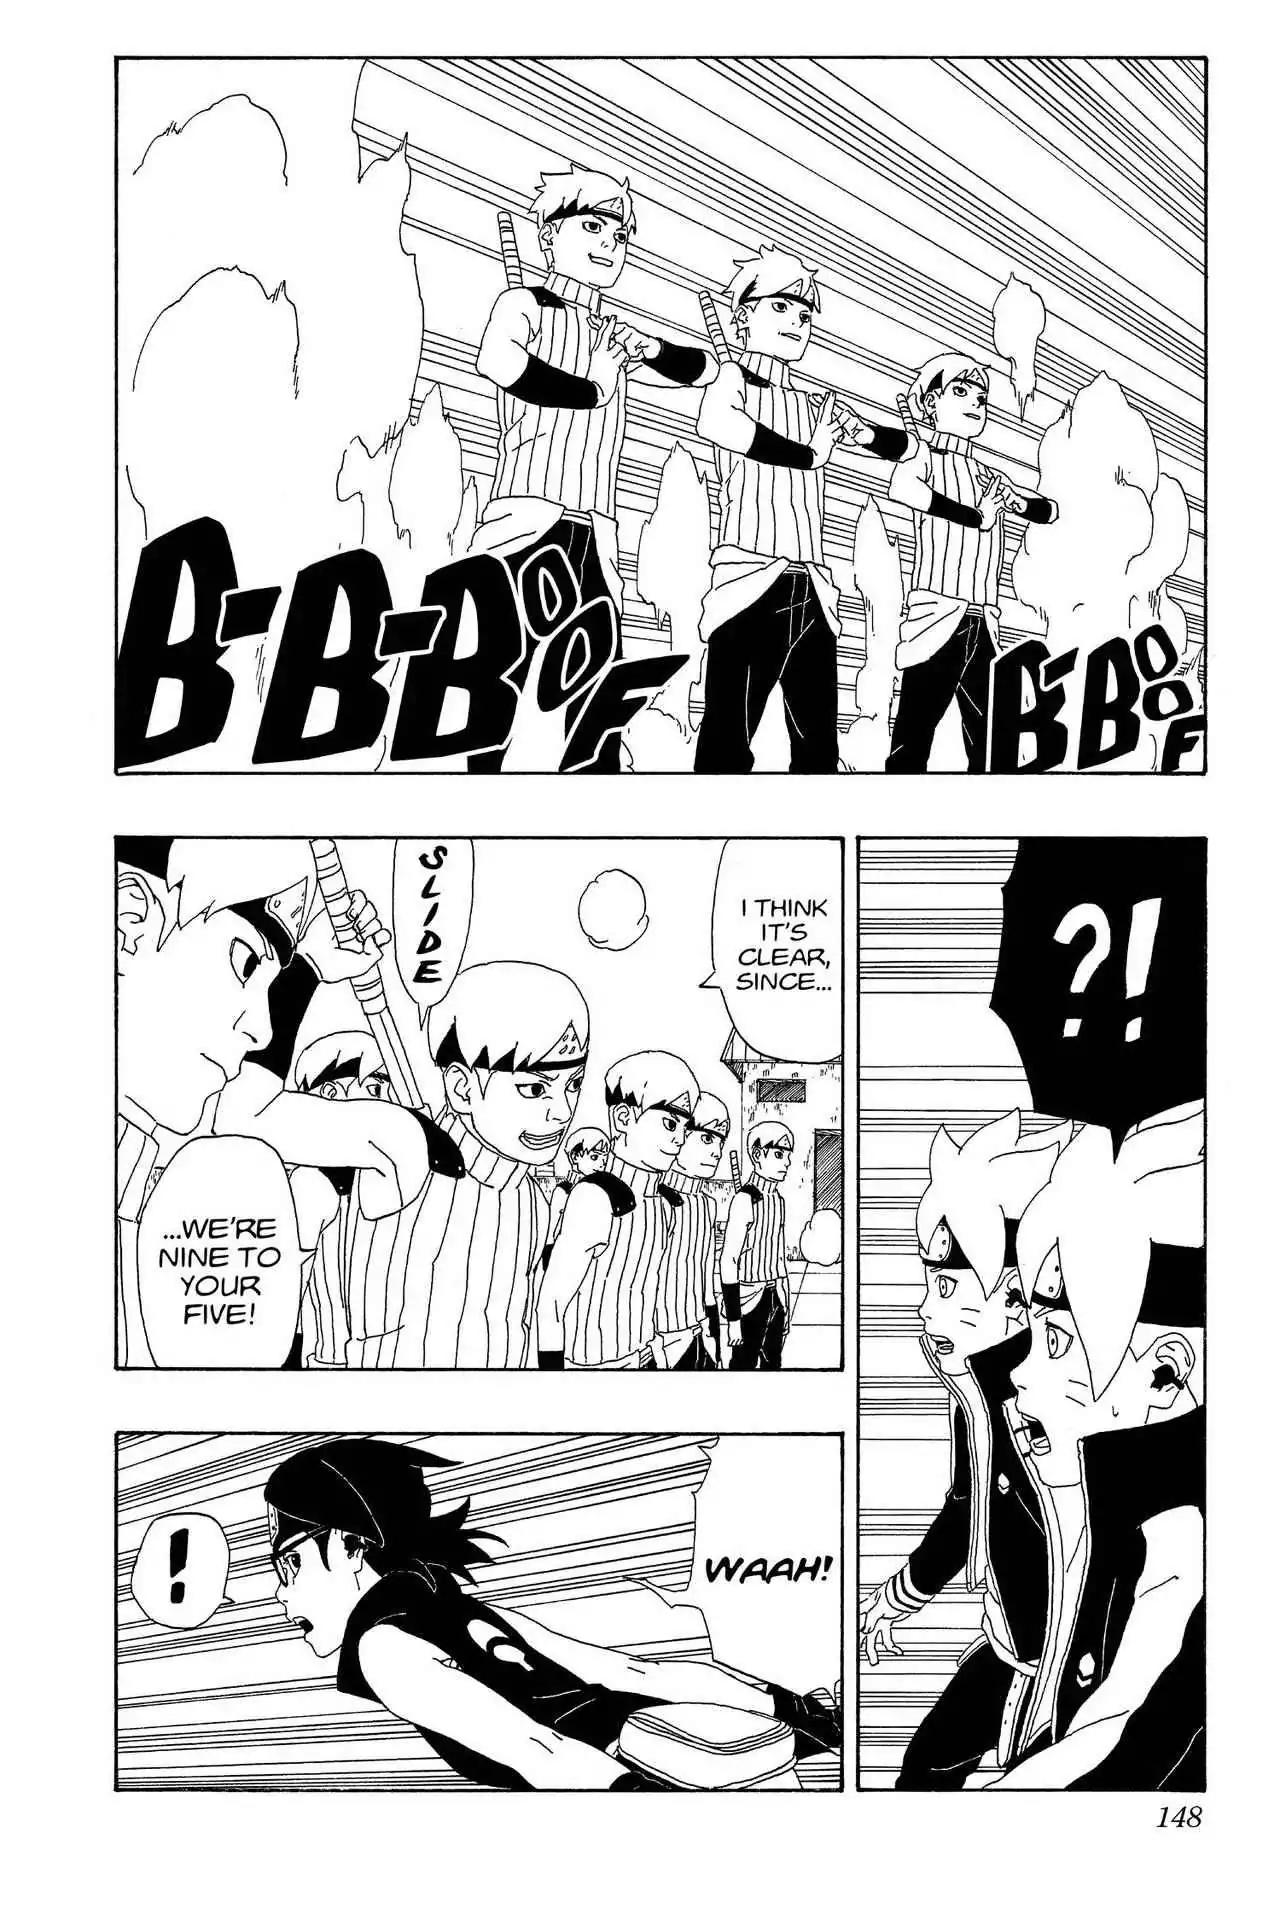 B-B-BOOF
B-BOOF
?!
I THINK
IT'S
CLEAR,
SINCE...
SLIDE
...WE'RE
NINE TO
YOUR
FIVE!
WAAH!
!
148